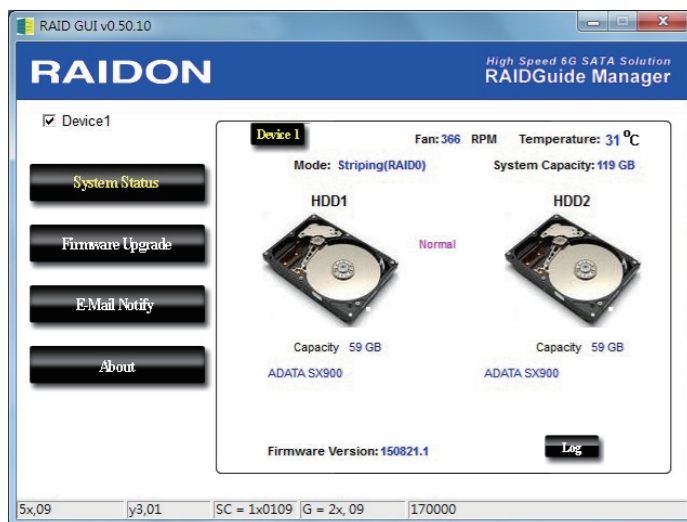 RAID GUI v0.50.10
RAIDON
High Speed 6G SATA Solution
RAIDGuide Manager
Device1
System Status
Firmware Upgrade
E-Mail Notify
About
Device 1
Fan: 366 RPM Temperature: 31 °C
Mode: Striping(RAID0) System Capacity: 119 GB
HDD1 HDD2
Normal
Capacity 59 GB Capacity 59 GB
ADATA SX900 ADATA SX900
Firmware Version: 150821.1 Log
5x,09 y3,01 SC = 1x0109 G = 2x, 09 170000